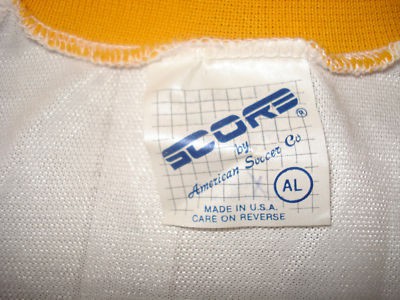 SCORE ®
by
American Soccer Co
AL
MADE IN U.S.A.
CARE ON REVERSE